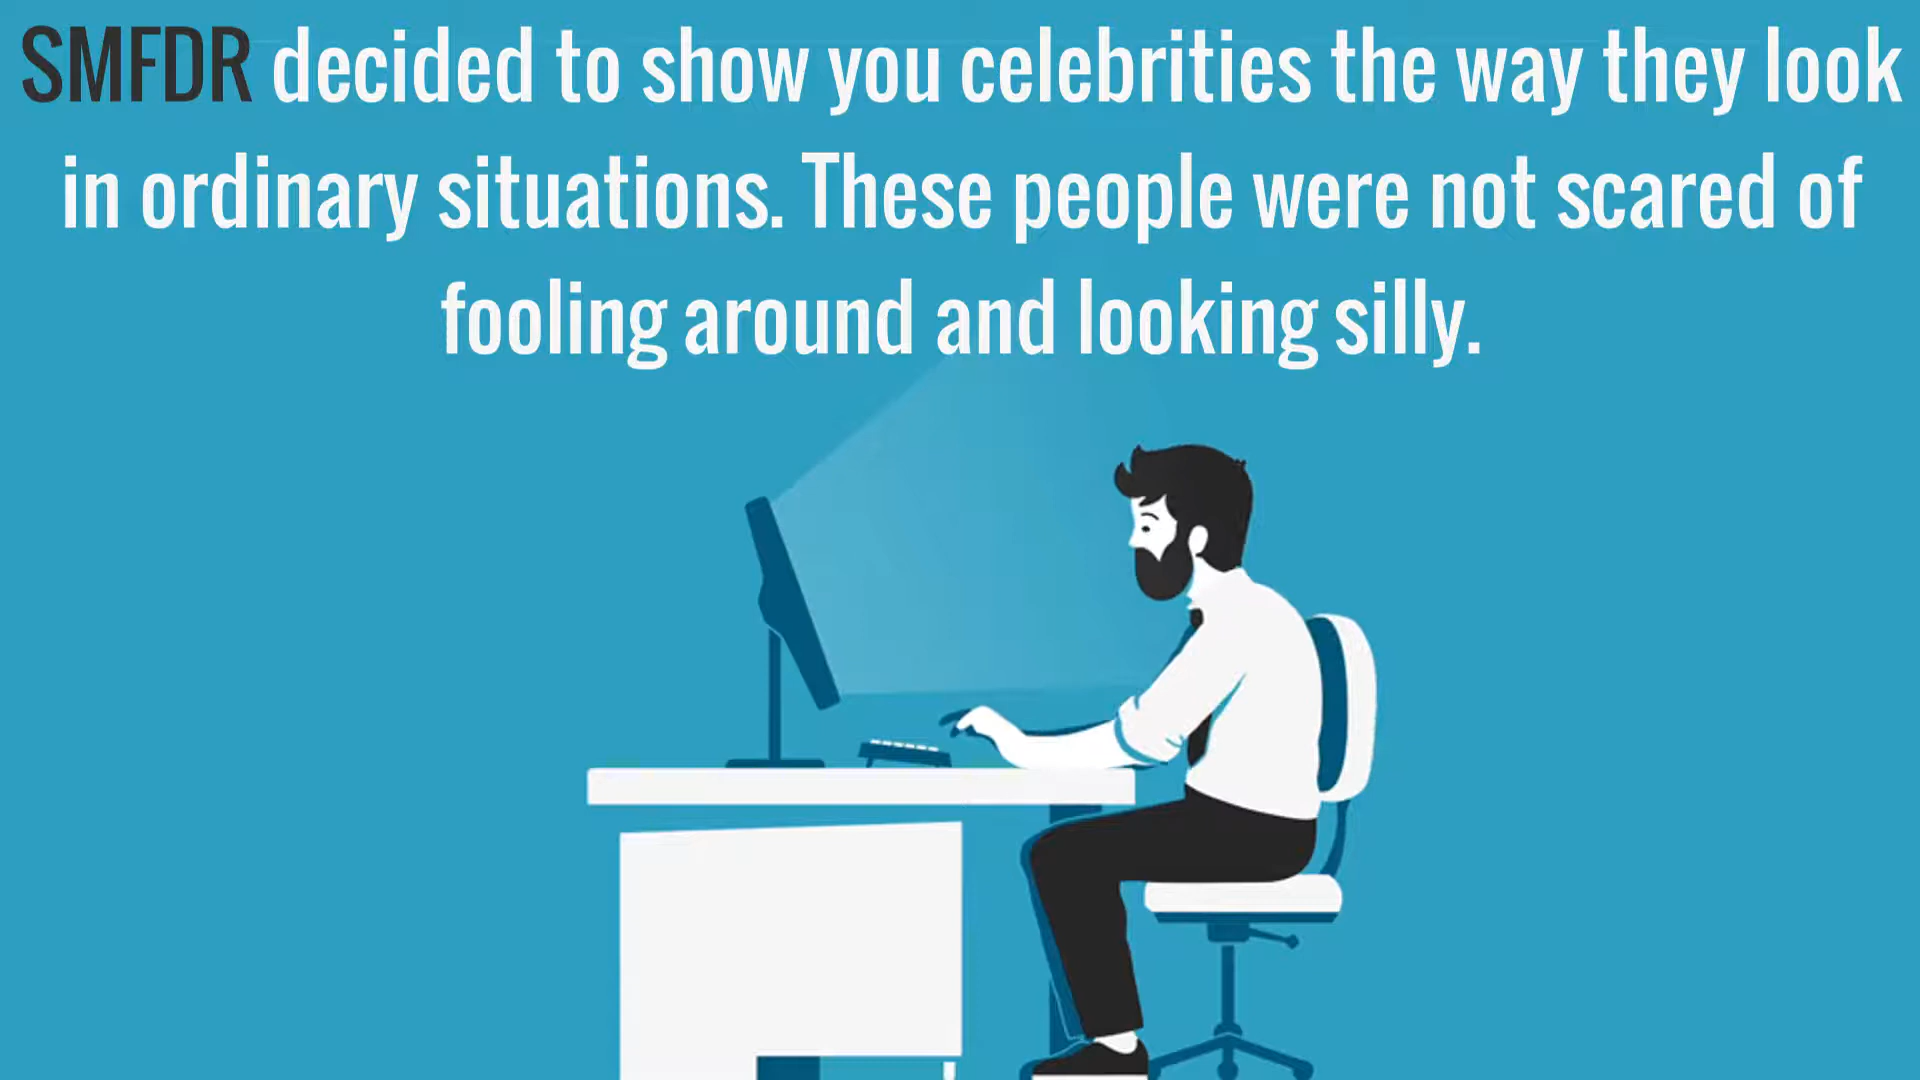 SMFDR decided to show you celebrities the way they look
in ordinary situations. These people were not scared of
fooling around and looking silly.